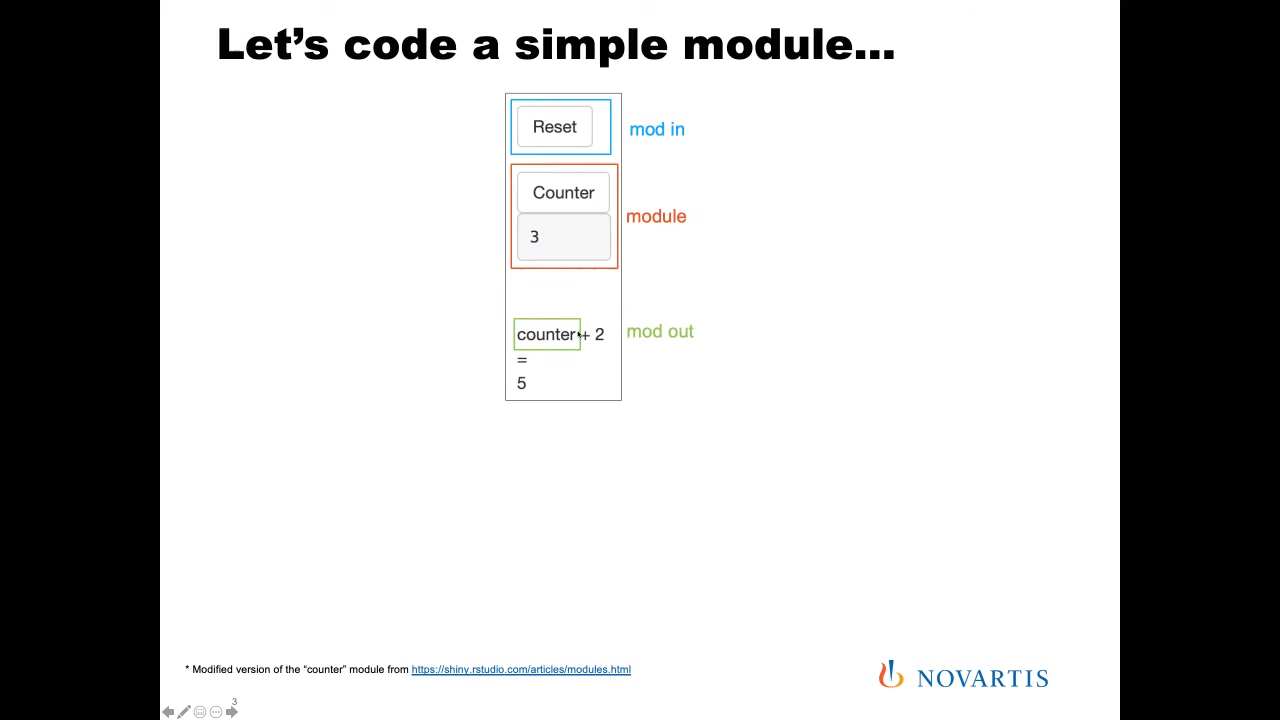 Let's code a simple module...
Reset
mod in
Counter
module
3
counter + 2
mod out
=
5
* Modified version of the “counter” module from https://shiny.rstudio.com/articles/modules.html
NOVARTIS
3